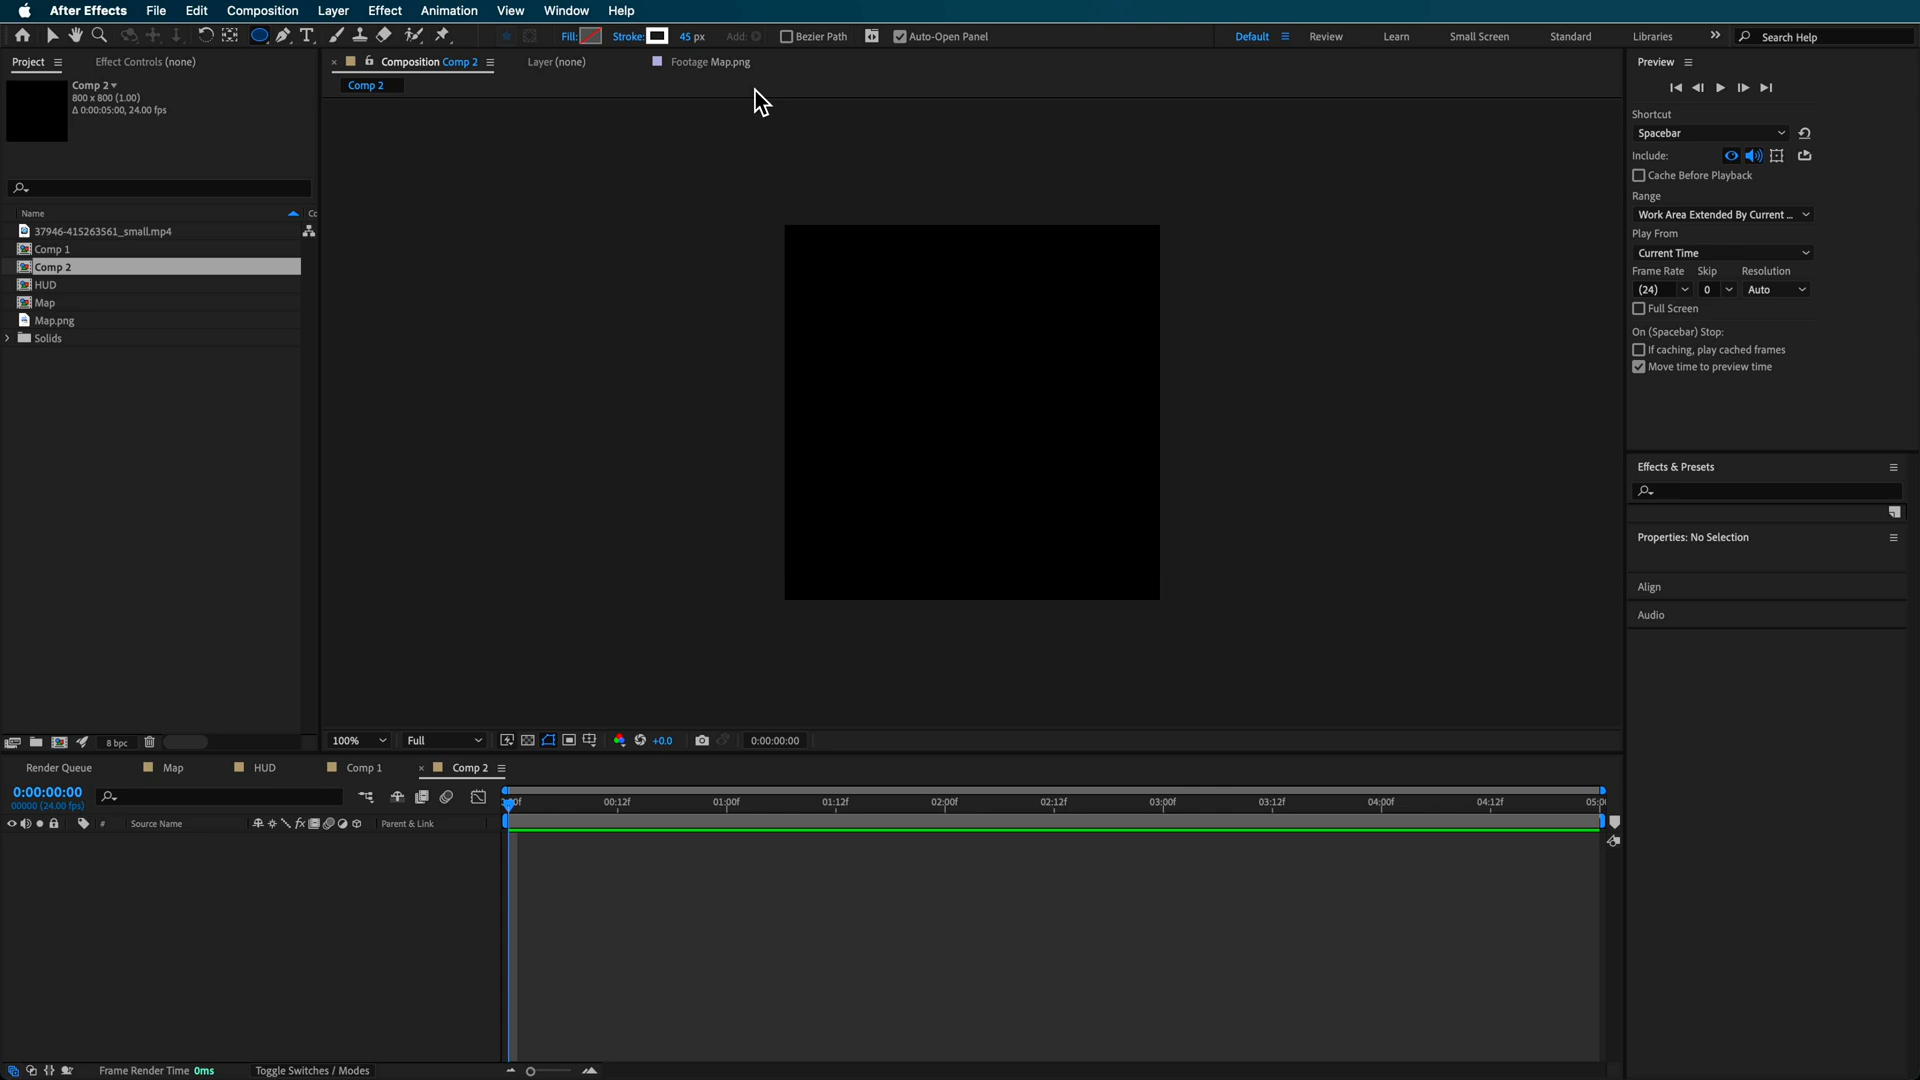 After Effects File Edit Composition Layer Effect Animation View Window Help
Fill: Stroke: 45 px Add: Bezier Path Auto-Open Panel Default Review Learn Small Screen Standard Libraries Search Help
Project Effect Controls (none)
Comp 2
800 x 800 (1.00)
Δ 0:00:05:00, 24.00 fps
Name
37946-415263561_small.mp4
Comp 1
Comp 2
HUD
Map
Map.png
Solids
8 bpc
Composition Comp 2 Layer (none) Footage Map.png
Comp 2
100% Full +0.0 0:00:00:00
Preview
Shortcut
Spacebar
Include:
Cache Before Playback
Range
Work Area Extended By Current ...
Play From
Current Time
Frame Rate Skip Resolution
(24) 0 Auto
Full Screen
On (Spacebar) Stop:
If caching, play cached frames
Move time to preview time
Effects & Presets
Properties: No Selection
Align
Audio
Render Queue Map HUD Comp 1 Comp 2
0:00:00:00
00000 (24.00 fps)
00:12f 01:00f 01:12f 02:00f 02:12f 03:00f 03:12f 04:00f 04:12f
# Source Name fx Parent & Link
Frame Render Time 0ms Toggle Switches / Modes